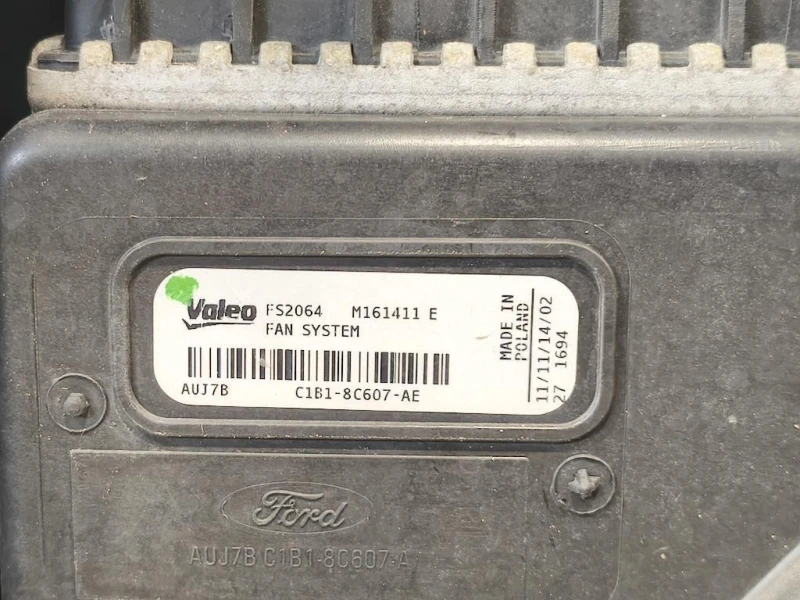 Valeo FS2064 M161411 E
FAN SYSTEM
AUJ7B C1B1-8C607-AE
MADE IN
POLAND
11/11/14/02
27 1694
Ford
AUJ7B C1B1-8C607-A